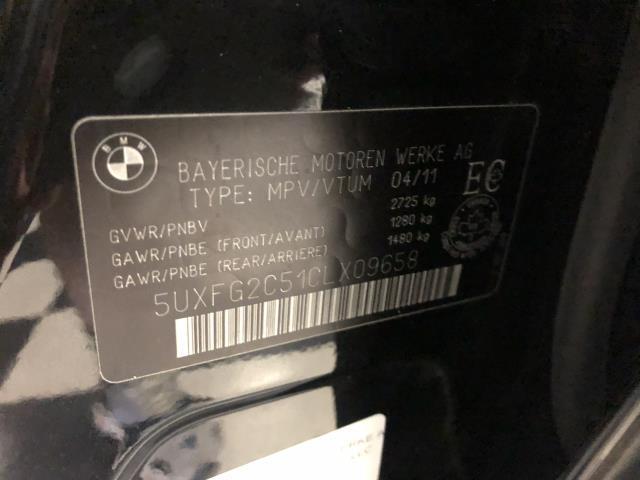 BMW
BAYERISCHE MOTOREN WERKE AG
TYPE: MPV/VTUM 04/11
EC
GVWR/PNBV 2725 kg
GAWR/PNBE (FRONT/AVANT) 1280 kg
GAWR/PNBE (REAR/ARRIERE) 1480 kg
5UXFG2C51CLX09658